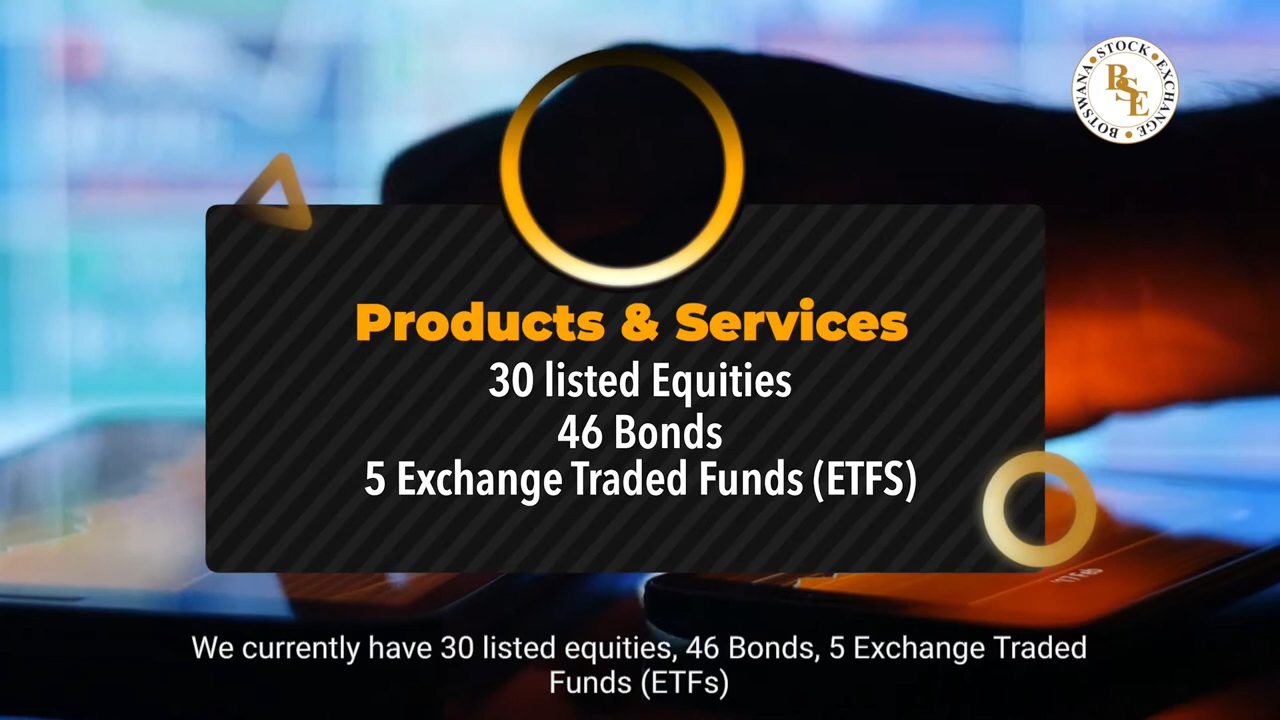 BOTSWANA • STOCK • EXCHANGE •
BSE
Products & Services
30 listed Equities
46 Bonds
5 Exchange Traded Funds (ETFS)
We currently have 30 listed equities, 46 Bonds, 5 Exchange Traded
Funds (ETFs)